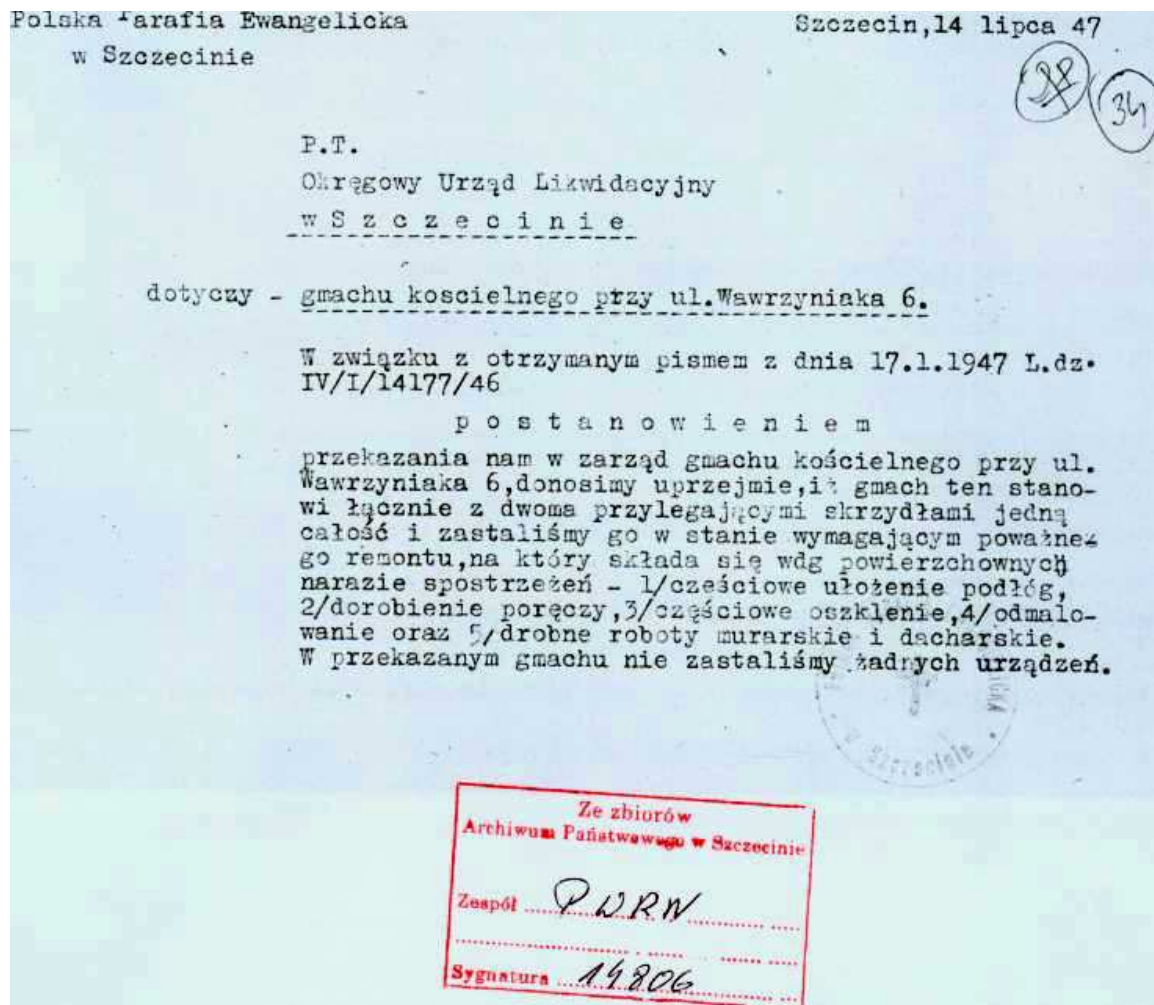 Polska Parafia Ewangelicka
w Szczecinie
Szczecin,14 lipca 47
34
P.T.
Okręgowy Urząd Likwidacyjny
w S z c z e c i n i e
dotyczy - gmachu koscielnego przy ul.Wawrzyniaka 6.
W związku z otrzymanym pismem z dnia 17.1.1947 L.dz.
IV/I/14177/46
p o s t a n o w i e n i e m
przekazania nam w zarząd gmachu kościelnego przy ul.
Wawrzyniaka 6,donosimy uprzejmie,iż gmach ten stano-
wi łącznie z dwoma przylegającymi skrzydłami jedną
całość i zastaliśmy go w stanie wymagającym poważne-
go remontu,na który składa się wdg powierzchownych
narazie spostrzeżeń - 1/cześciowe ułożenie podłóg,
2/dorobienie poręczy,3/częściowe oszklenie,4/odmalo-
wanie oraz 5/drobne roboty murarskie i dacharskie.
W przekazanym gmachu nie zastaliśmy żadnych urządzeń.
w Szczecinie
Ze zbiorów
Archiwum Państwowego w Szczecinie
Zespół PWRN
Sygnatura 14806